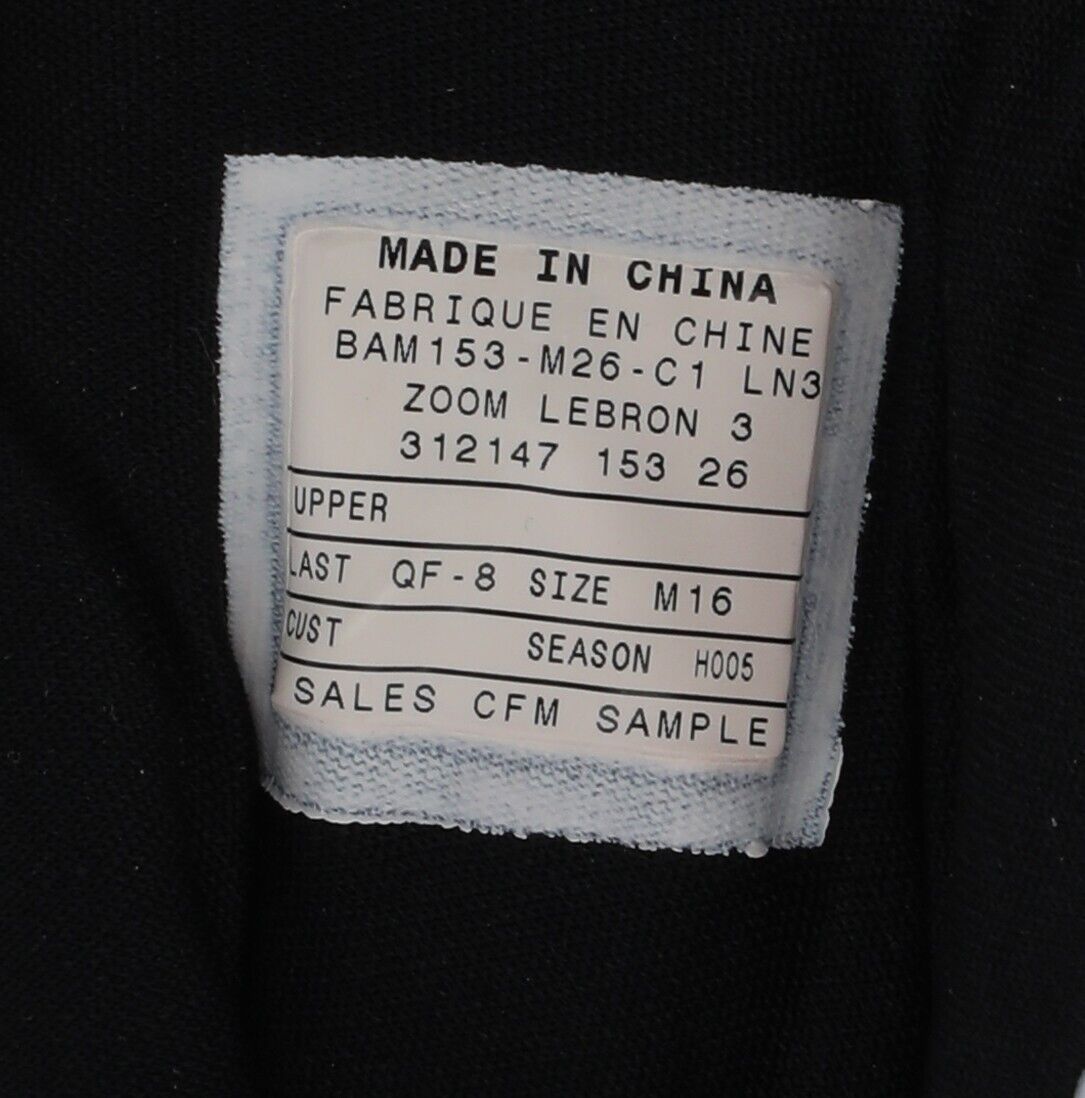 MADE IN CHINA
FABRIQUE EN CHINE
BAM153-M26-C1 LN3
ZOOM LEBRON 3
312147 153 26
UPPER
LAST QF-8 SIZE M16
CUST SEASON HO05
SALES CFM SAMPLE